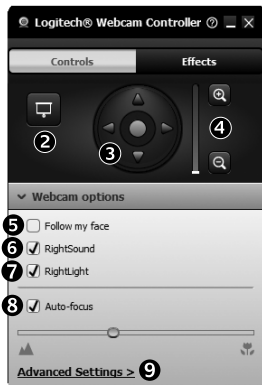 Logitech® Webcam Controller
Controls Effects
2
3
4
Webcam options
5 Follow my face
6 RightSound
7 RightLight
8 Auto-focus
Advanced Settings > 9